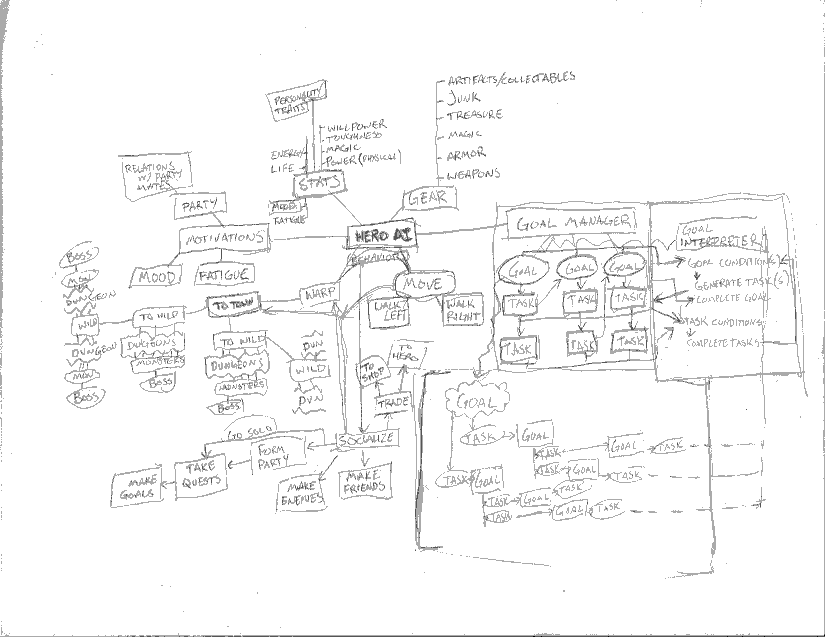 PERSONALITY
TRAITS
WILLPOWER
TOUGHNESS
MAGIC
POWER (PHYSICAL)
ENERGY
LIFE
STATS
MOOD
FATIGUE
ARTIFACTS/COLLECTABLES
JUNK
TREASURE
MAGIC
ARMOR
WEAPONS
GEAR
RELATIONS
W/ PARTY
MATES
PARTY
MOTIVATIONS
MOOD
FATIGUE
HERO AI
BEHAVIORS
MOVE
WALK
LEFT
WALK
RIGHT
WARP
TO TOWN
TO WILD
DUNGEONS
MONSTERS
BOSS
TO WILD
DUNGEONS
MONSTERS
BOSS
DVN
WILD
DVN
BOSS
MON
DUNGEON
WILD
DUNGEON
MON
BOSS
TO
HERO
TO
SHOP
TRADE
SOCIALIZE
GO SOLO
FORM
PARTY
TAKE
QUESTS
MAKE
GOALS
MAKE
ENEMIES
MAKE
FRIENDS
GOAL MANAGER
GOAL GOAL GOAL
TASK TASK TASK
TASK TASK TASK
GOAL
INTERPRETER
GOAL CONDITION(S)
GENERATE TASK(S)
COMPLETE GOAL
TASK CONDITIONS
COMPLETE TASKS
GOAL
TASK GOAL
TASK GOAL TASK
TASK GOAL TASK
TASK GOAL
TASK GOAL TASK
TASK GOAL TASK